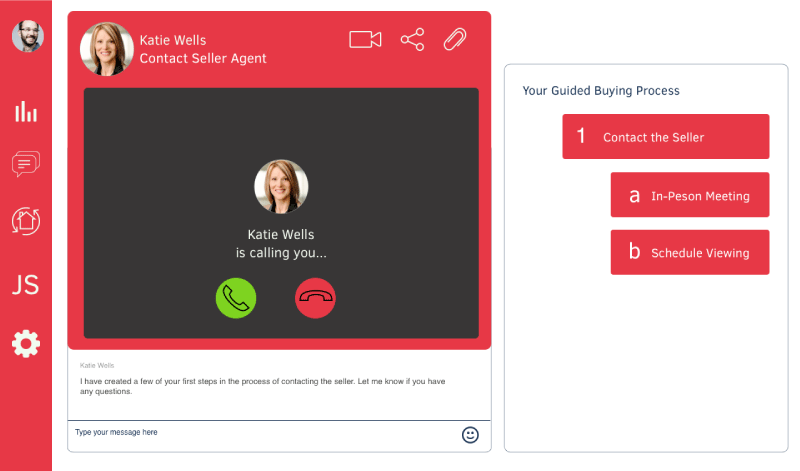 JS
Katie Wells
Contact Seller Agent
Katie Wells
is calling you...
Katie Wells
I have created a few of your first steps in the process of contacting the seller. Let me know if you have
any questions.
Type your message here
Your Guided Buying Process
1 Contact the Seller
a In-Peson Meeting
b Schedule Viewing